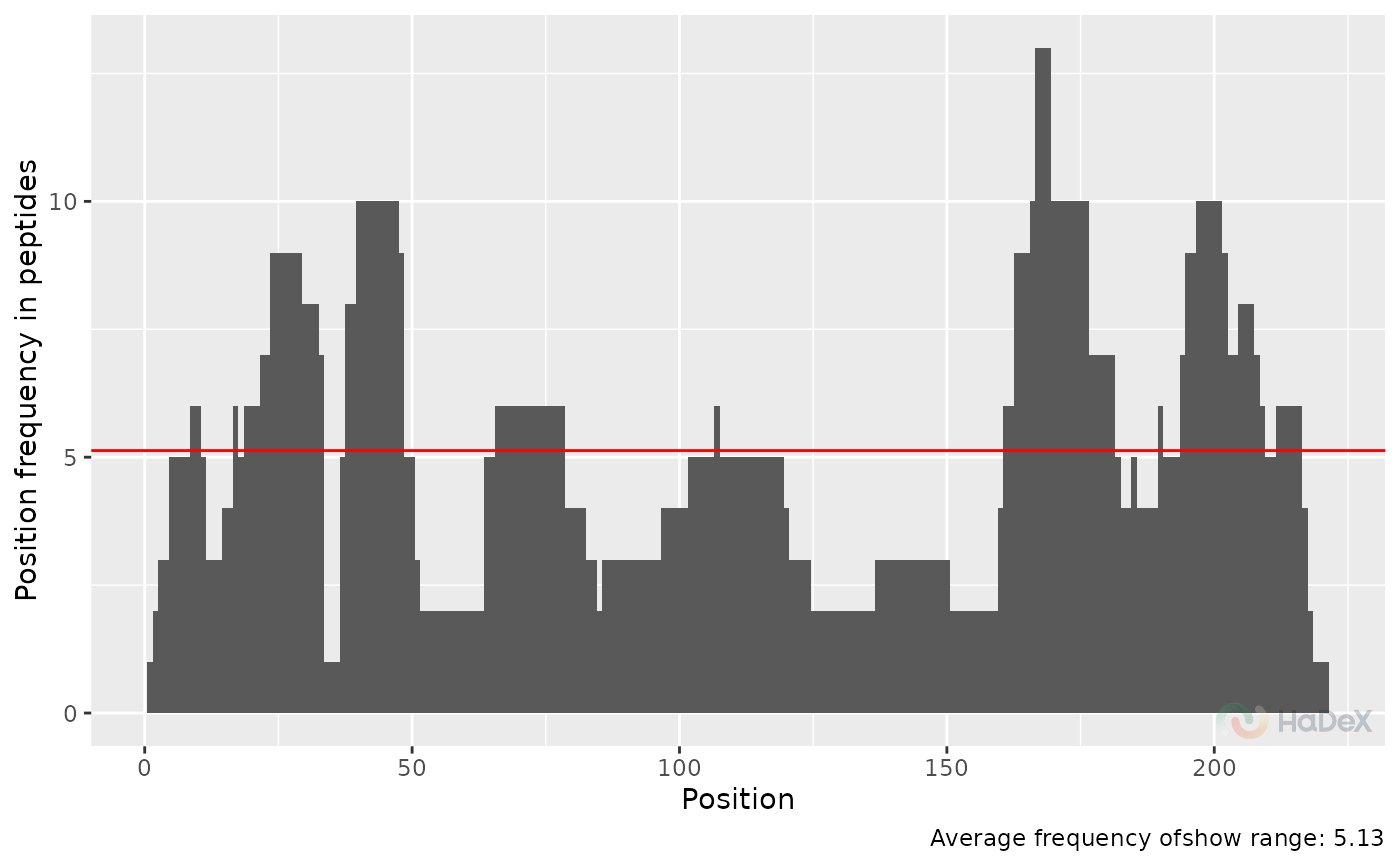 Position frequency in peptides
10
5
0
0 50 100 150 200
Position
HaDeX
Average frequency ofshow range: 5.13